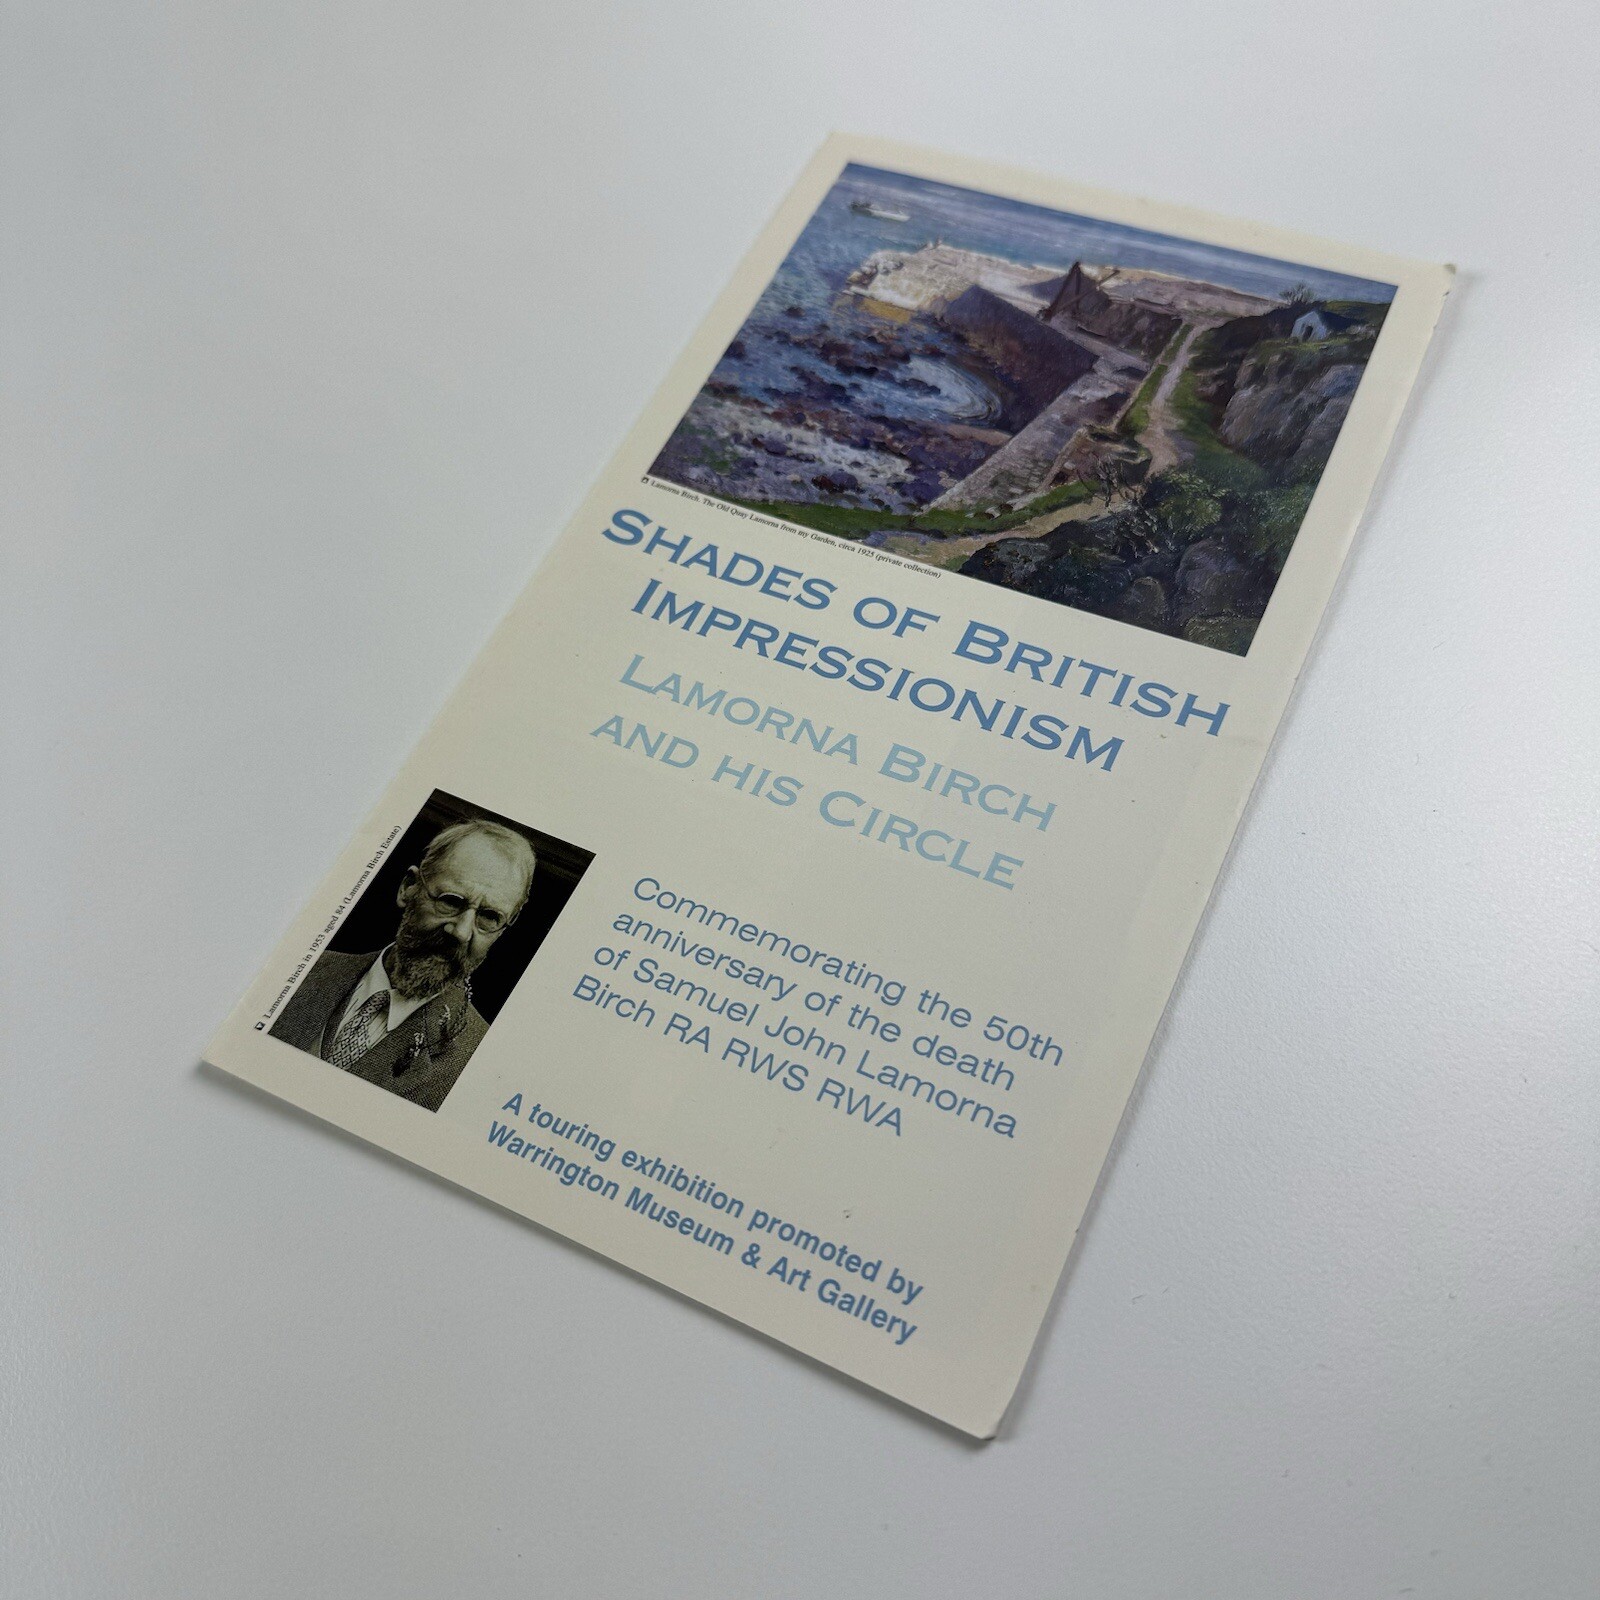 Lamorna Birch. The Old Quay Lamorna from my Garden, circa 1925 (private collection)
SHADES OF BRITISH
IMPRESSIONISM
LAMORNA BIRCH
AND HIS CIRCLE
Lamorna Birch in 1953 aged 84 (Lamorna Birch Estate)
Commemorating the 50th
anniversary of the death
of Samuel John Lamorna
Birch RA RWS RWA
A touring exhibition promoted by
Warrington Museum & Art Gallery